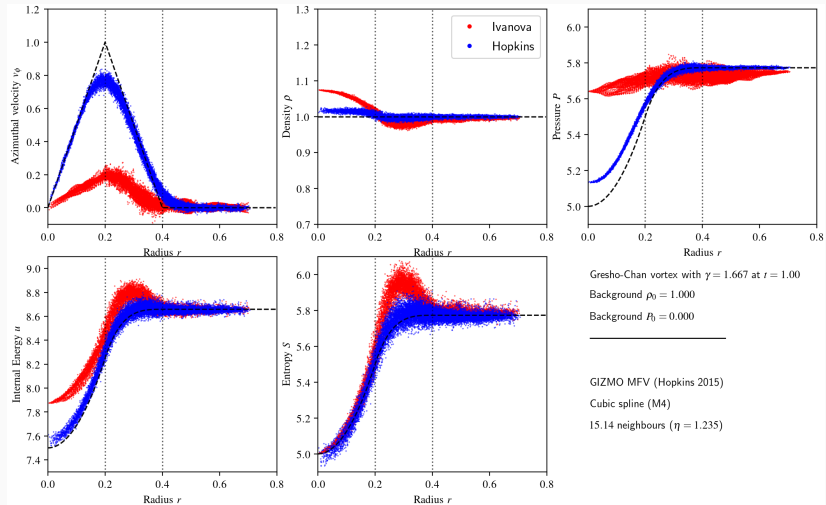 1.2
1.0
0.8
0.6
0.4
0.2
0.0
Azimuthal velocity vϕ
0.0 0.2 0.4 0.6 0.8
Radius r
1.3
1.2
1.1
1.0
0.9
0.8
0.7
Density ρ
Ivanova
Hopkins
0.0 0.2 0.4 0.6 0.8
Radius r
6.0
5.8
5.6
5.4
5.2
5.0
Pressure P
0.0 0.2 0.4 0.6 0.8
Radius r
9.0
8.6
8.4
8.2
8.0
7.8
7.6
7.4
Internal Energy u
0.0 0.2 0.4 0.6 0.8
Radius r
6.0
5.8
5.6
5.4
5.2
5.0
Entropy S
0.0 0.2 0.4 0.6 0.8
Radius r
Gresho-Chan vortex with γ = 1.667 at t = 1.00
Background ρ0 = 1.000
Background P0 = 0.000
GIZMO MFV (Hopkins 2015)
Cubic spline (M4)
15.14 neighbours (η = 1.235)